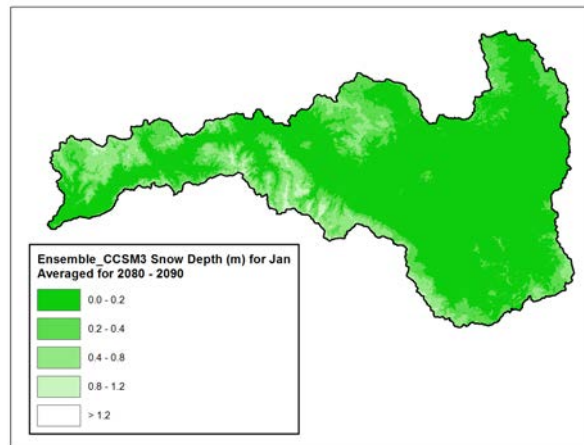 Ensemble_CCSM3 Snow Depth (m) for Jan
Averaged for 2080 - 2090
0.0 - 0.2
0.2 - 0.4
0.4 - 0.8
0.8 - 1.2
> 1.2